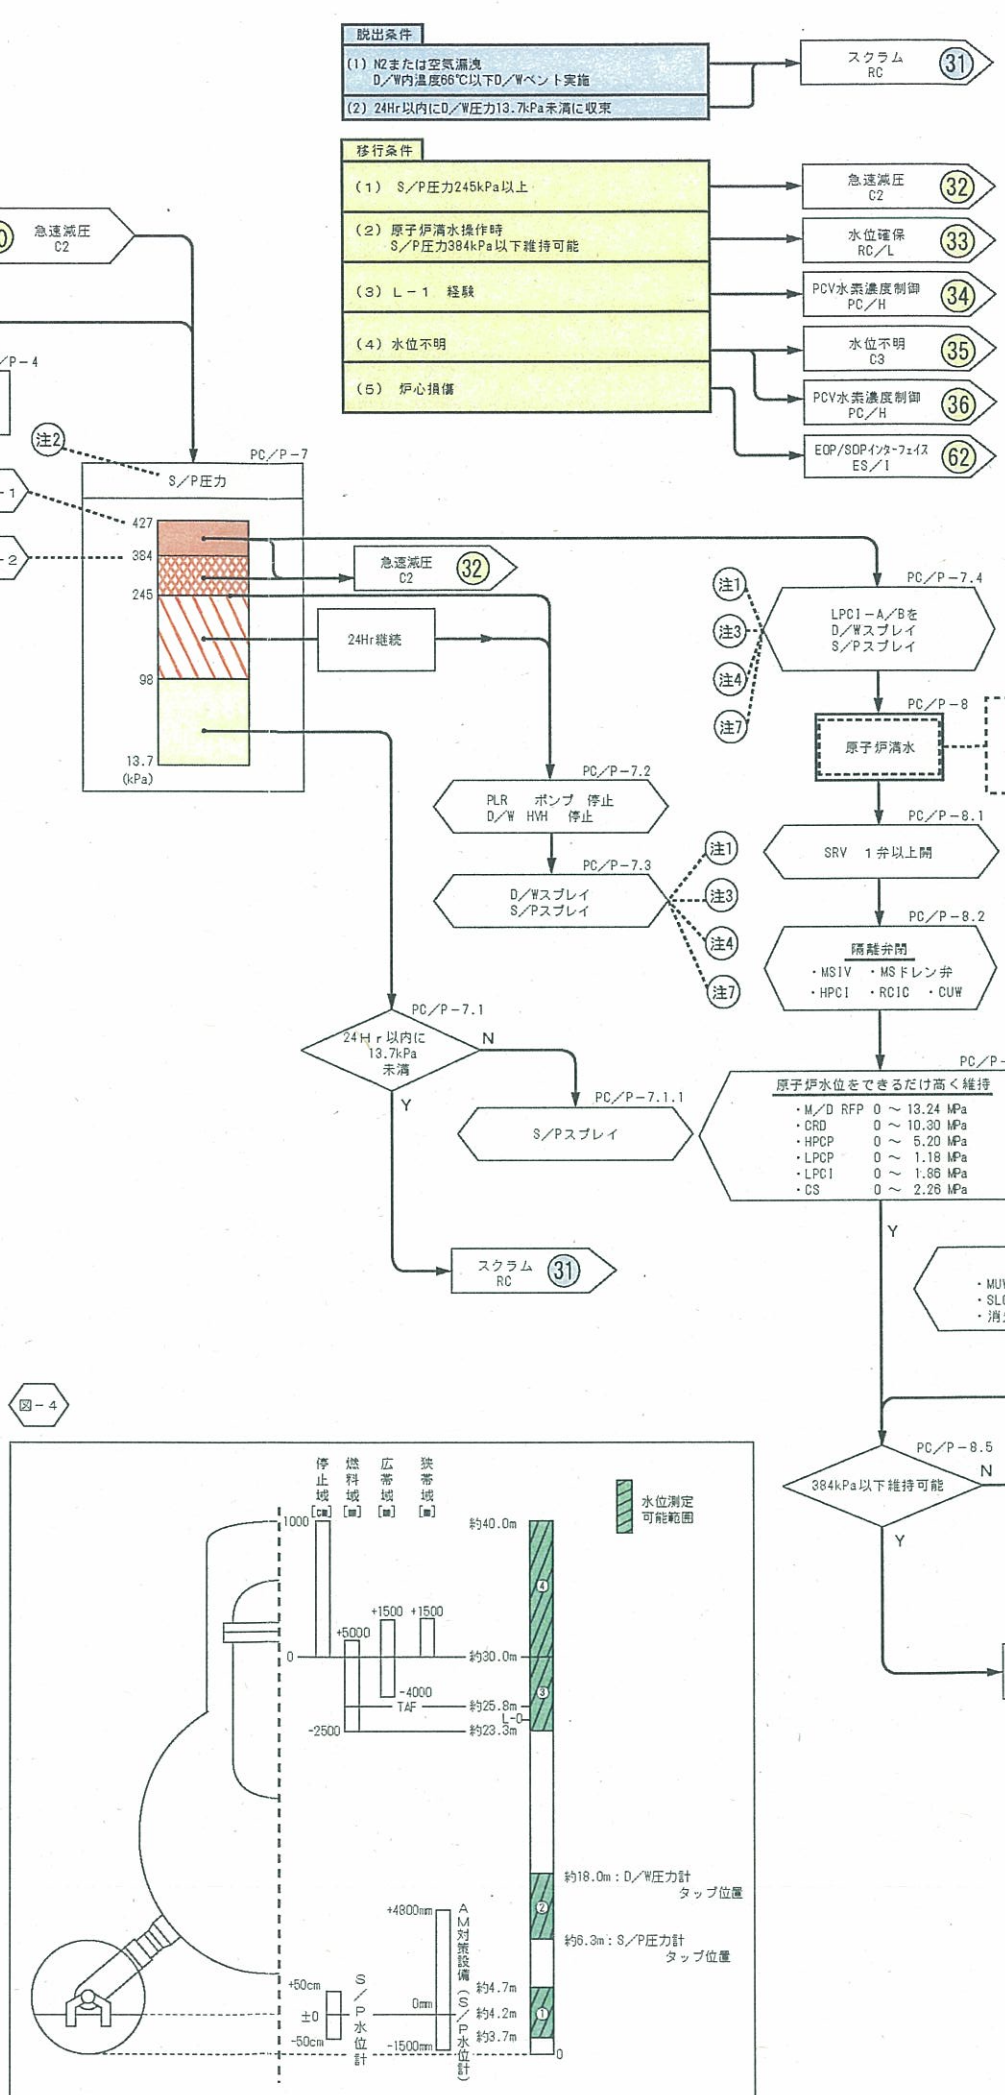 脱出条件
(1) N2または空気漏洩
D/W内温度66℃以下D/Wベント実施
(2) 24Hr以内にD/W圧力13.7kPa未満に収束
スクラム
RC
31
移行条件
(1) S/P圧力245kPa以上
(2) 原子炉満水操作時
S/P圧力384kPa以下維持可能
(3) L-1 経験
(4) 水位不明
(5) 炉心損傷
急速減圧
C2
32
水位確保
RC/L
33
PCV水素濃度制御
PC/H
34
水位不明
C3
35
PCV水素濃度制御
PC/H
36
EOP/SOPインターフェイス
ES/I
62
急速減圧
C2
/P-4
注2
-1
-2
PC/P-7
S/P圧力
427
384
245
98
13.7
(kPa)
急速減圧
C2
32
24Hr継続
PC/P-7.4
LPCI-A/Bを
D/Wスプレイ
S/Pスプレイ
注1
注3
注4
注7
PC/P-8
原子炉満水
PC/P-7.2
PLR ポンプ 停止
D/W HVH 停止
PC/P-7.3
D/Wスプレイ
S/Pスプレイ
注1
注3
注4
注7
PC/P-8.1
SRV 1弁以上開
PC/P-8.2
隔離弁閉
・MSIV ・MSドレン弁
・HPCI ・RCIC ・CUW
PC/P-7.1
24Hr以内に
13.7kPa
未満
N
Y
PC/P-7.1.1
S/Pスプレイ
スクラム
RC
31
PC/P-
原子炉水位をできるだけ高く維持
・M/D RFP 0 ～ 13.24 MPa
・CRD 0 ～ 10.30 MPa
・HPCP 0 ～ 5.20 MPa
・LPCP 0 ～ 1.18 MPa
・LPCI 0 ～ 1.86 MPa
・CS 0 ～ 2.26 MPa
Y
PC/P-8.5
384kPa以下維持可能
N
Y
図-4
停止域[cm]
燃料域[m]
広帯域[m]
狭帯域[m]
水位測定
可能範囲
1000
約40.0m
+5000
+1500
+1500
0
約30.0m
-4000
TAF
約25.8m
L-0
-2500
約23.3m
④
③
約18.0m：D/W圧力計
タップ位置
②
約6.3m：S/P圧力計
タップ位置
+4800mm
AM対策設備(S/P水位計)
0mm
-1500mm
+50cm
±0
-50cm
S/P水位計
約4.7m
約4.2m
約3.7m
①
0